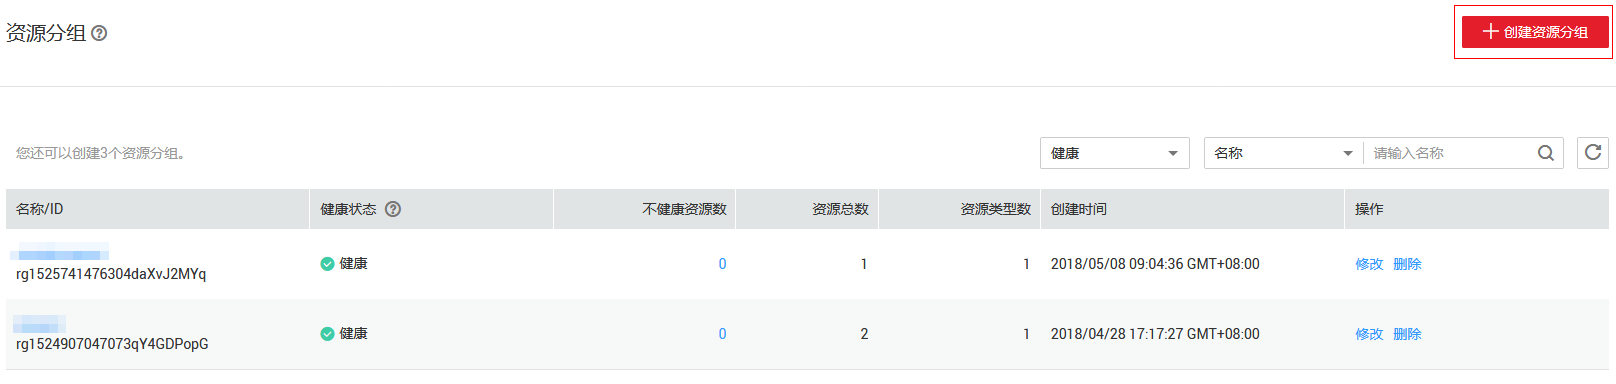 资源分组
创建资源分组
您还可以创建3个资源分组。
健康
名称
请输入名称
名称/ID 健康状态 不健康资源数 资源总数 资源类型数 创建时间 操作
rg1525741476304daXvJ2MYq 健康 0 1 1 2018/05/08 09:04:36 GMT+08:00 修改 删除
rg1524907047073qY4GDPopG 健康 0 2 1 2018/04/28 17:17:27 GMT+08:00 修改 删除